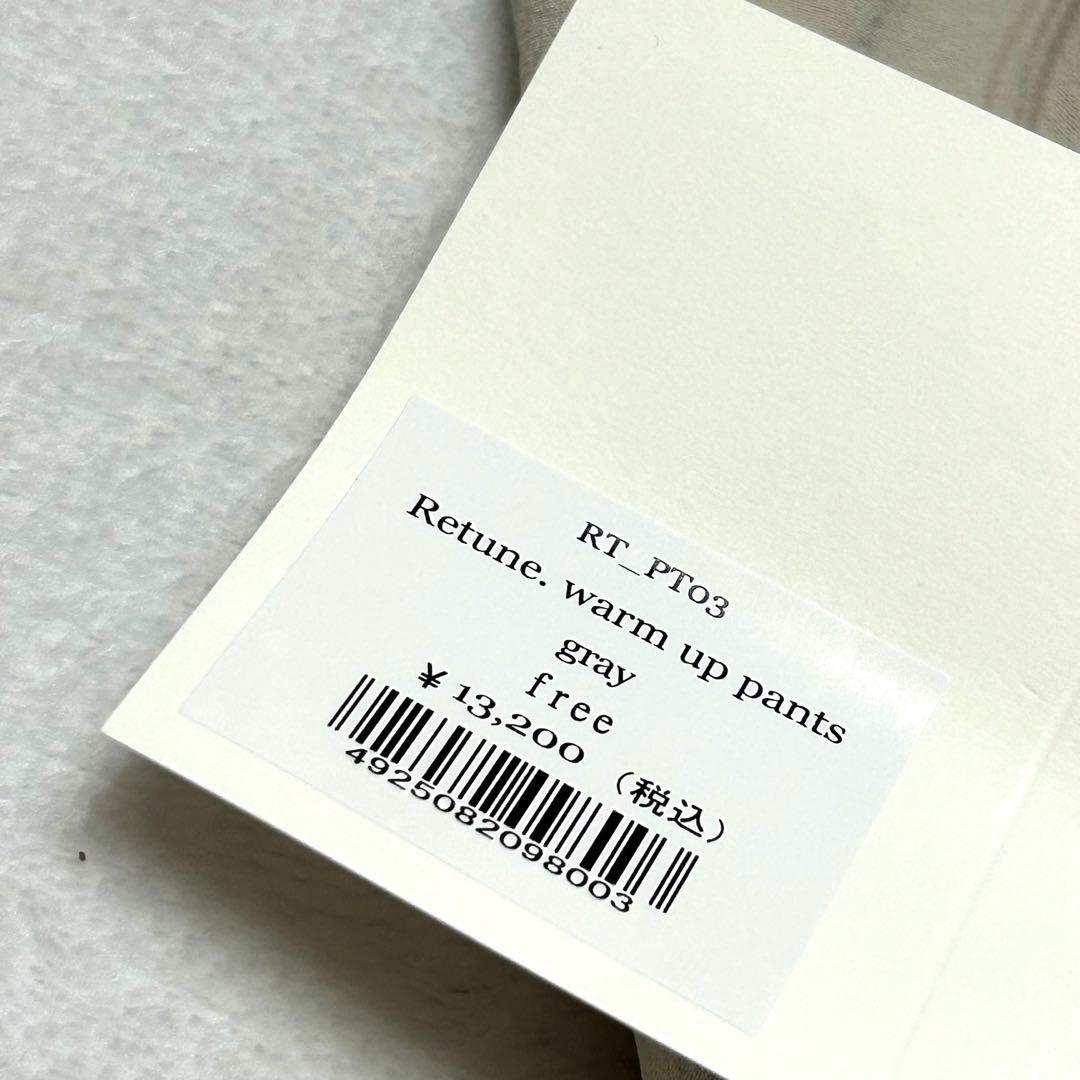 RT_PT03
Retune. warm up pants
gray
free
¥13,200 (税込)
4925082098003